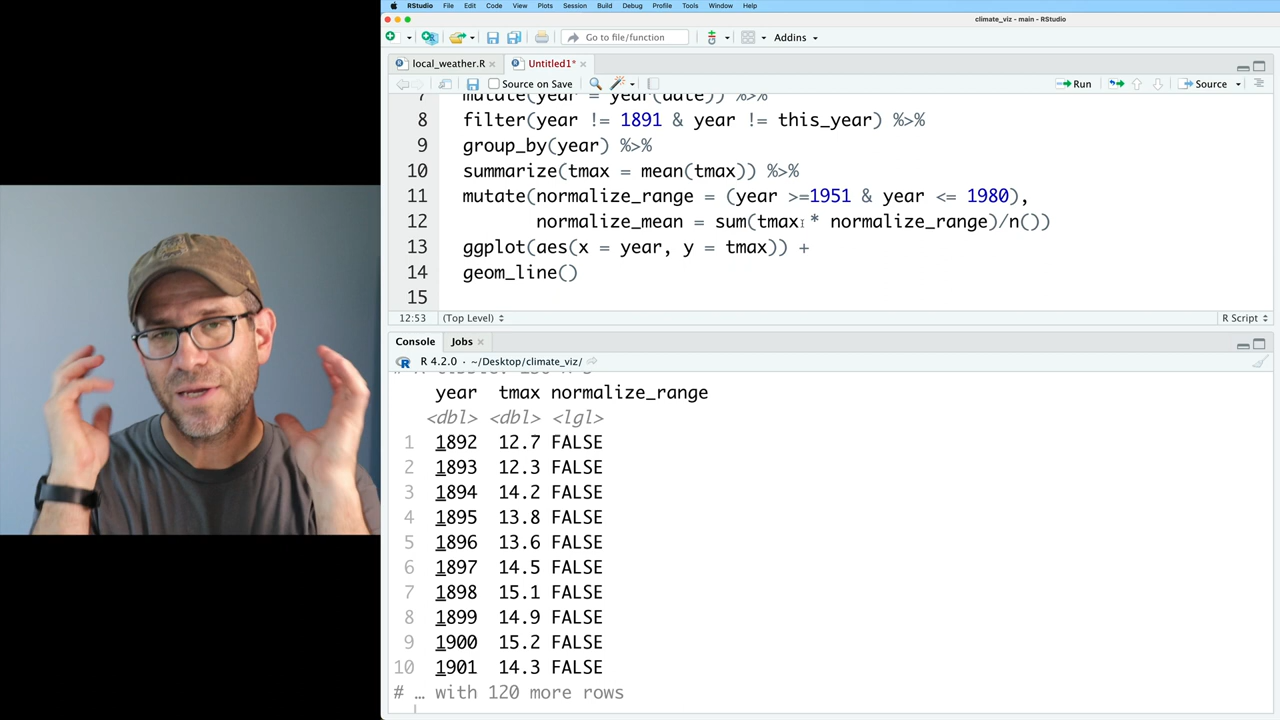 RStudio File Edit Code View Plots Session Build Debug Profile Tools Window Help
climate_viz - main - RStudio
Go to file/function
Addins
local_weather.R
Untitled1*
Source on Save
Run
Source
7 mutate(year = year(date)) %>%
8 filter(year != 1891 & year != this_year) %>%
9 group_by(year) %>%
10 summarize(tmax = mean(tmax)) %>%
11 mutate(normalize_range = (year >=1951 & year <= 1980),
12 normalize_mean = sum(tmax * normalize_range)/n())
13 ggplot(aes(x = year, y = tmax)) +
14 geom_line()
15
12:53 (Top Level) R Script
Console Jobs
R 4.2.0 · ~/Desktop/climate_viz/
year tmax normalize_range
<dbl> <dbl> <lgl>
1 1892 12.7 FALSE
2 1893 12.3 FALSE
3 1894 14.2 FALSE
4 1895 13.8 FALSE
5 1896 13.6 FALSE
6 1897 14.5 FALSE
7 1898 15.1 FALSE
8 1899 14.9 FALSE
9 1900 15.2 FALSE
10 1901 14.3 FALSE
# … with 120 more rows